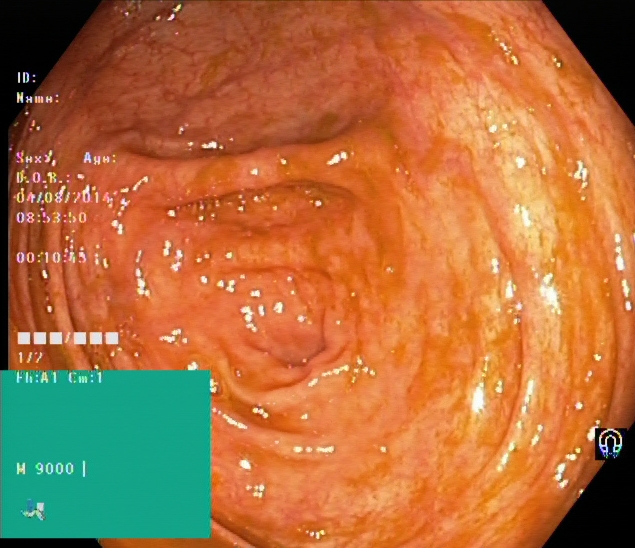 ID:
Name:
Sex: Age:
D.O.B.:
04/08/2014
08:53:50
00:10:45
■■■/■■■
1/2
Eh:A1 Cm:1
M 9000